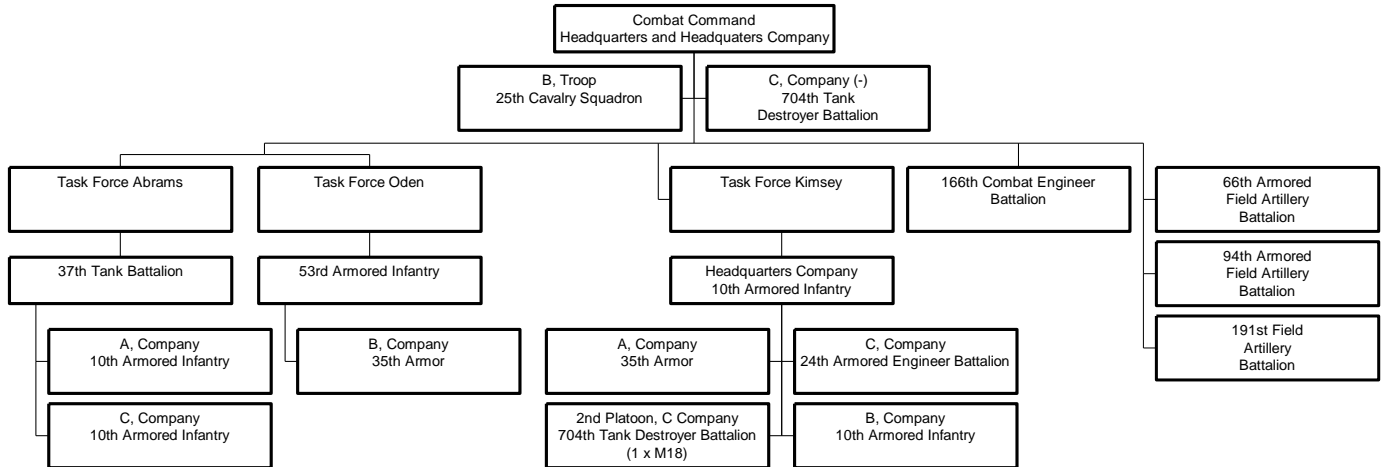 Combat Command
Headquarters and Headquaters Company
B, Troop
25th Cavalry Squadron
C, Company (-)
704th Tank
Destroyer Battalion
Task Force Abrams
Task Force Oden
Task Force Kimsey
166th Combat Engineer
Battalion
66th Armored
Field Artillery
Battalion
37th Tank Battalion
53rd Armored Infantry
Headquarters Company
10th Armored Infantry
94th Armored
Field Artillery
Battalion
A, Company
10th Armored Infantry
B, Company
35th Armor
A, Company
35th Armor
C, Company
24th Armored Engineer Battalion
191st Field
Artillery
Battalion
C, Company
10th Armored Infantry
2nd Platoon, C Company
704th Tank Destroyer Battalion
(1 x M18)
B, Company
10th Armored Infantry